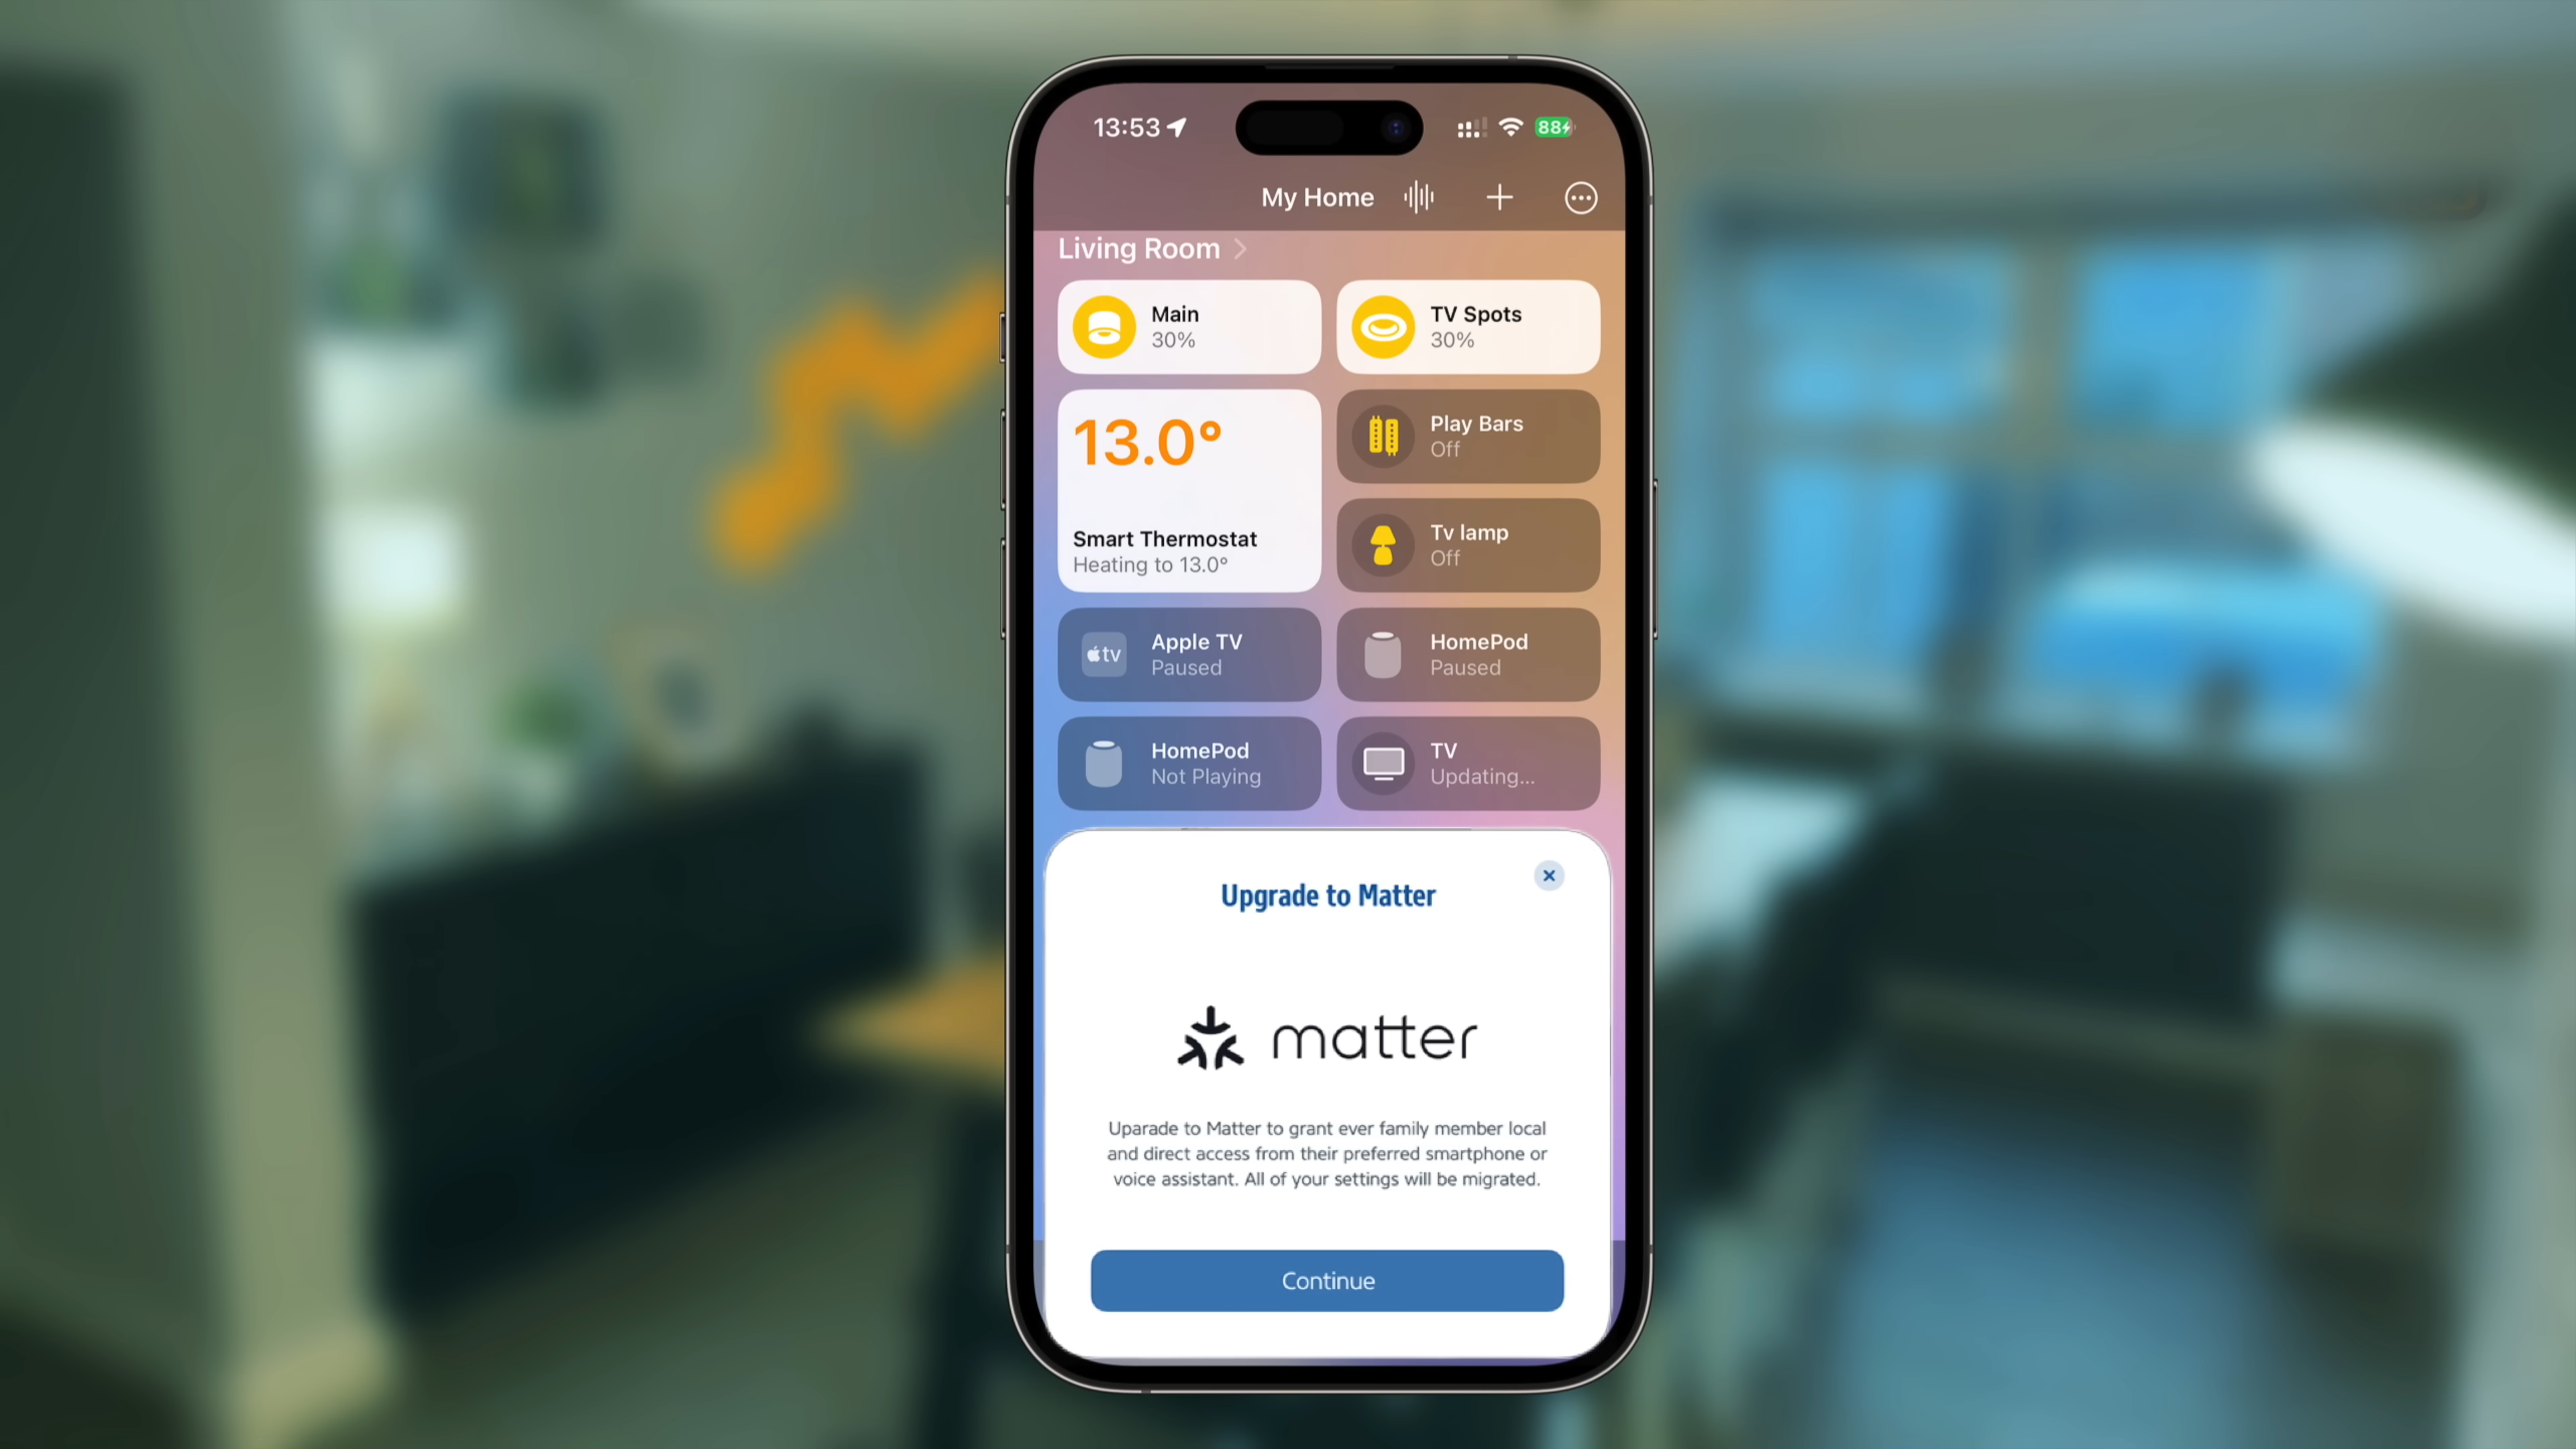 13:53
88
My Home
Living Room
Main
30%
TV Spots
30%
13.0°
Smart Thermostat
Heating to 13.0°
Play Bars
Off
Tv lamp
Off
tv
Apple TV
Paused
HomePod
Paused
HomePod
Not Playing
TV
Updating...
Upgrade to Matter
matter
Uparade to Matter to grant ever family member local
and direct access from their preferred smartphone or
voice assistant. All of your settings will be migrated.
Continue